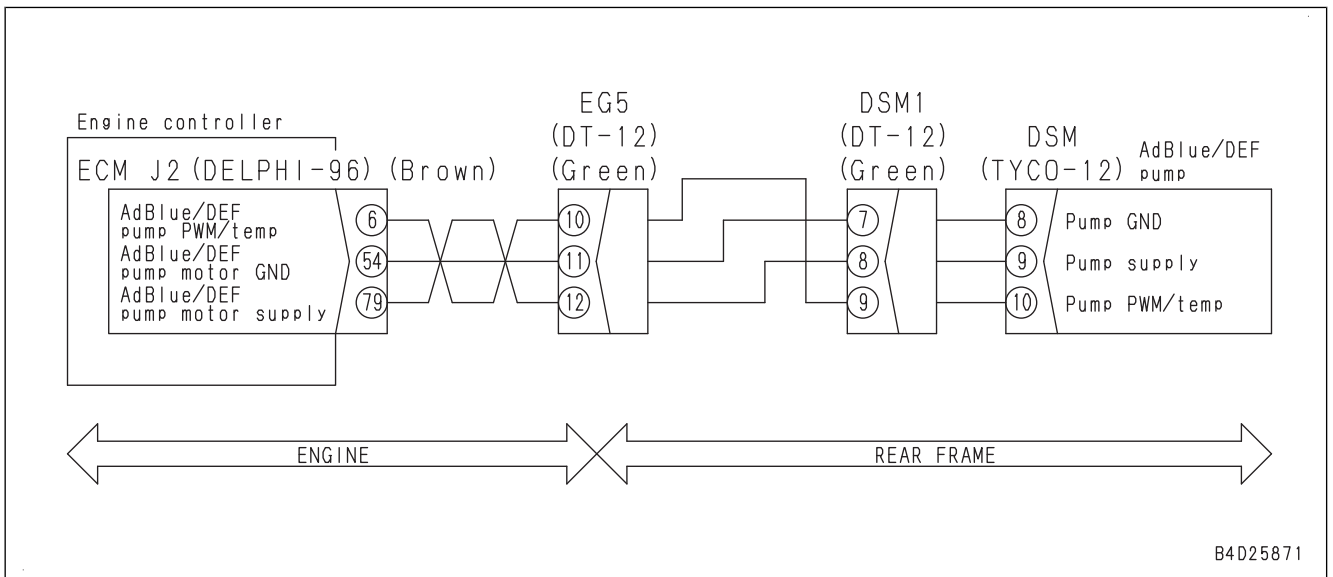 Engine controller
ECM J2 (DELPHI-96) (Brown)
AdBlue/DEF
pump PWM/temp
6
AdBlue/DEF
pump motor GND
54
AdBlue/DEF
pump motor supply
79
EG5
(DT-12)
(Green)
10
11
12
DSM1
(DT-12)
(Green)
7
8
9
DSM
(TYCO-12)
AdBlue/DEF
pump
8 Pump GND
9 Pump supply
10 Pump PWM/temp
ENGINE
REAR FRAME
B4D25871